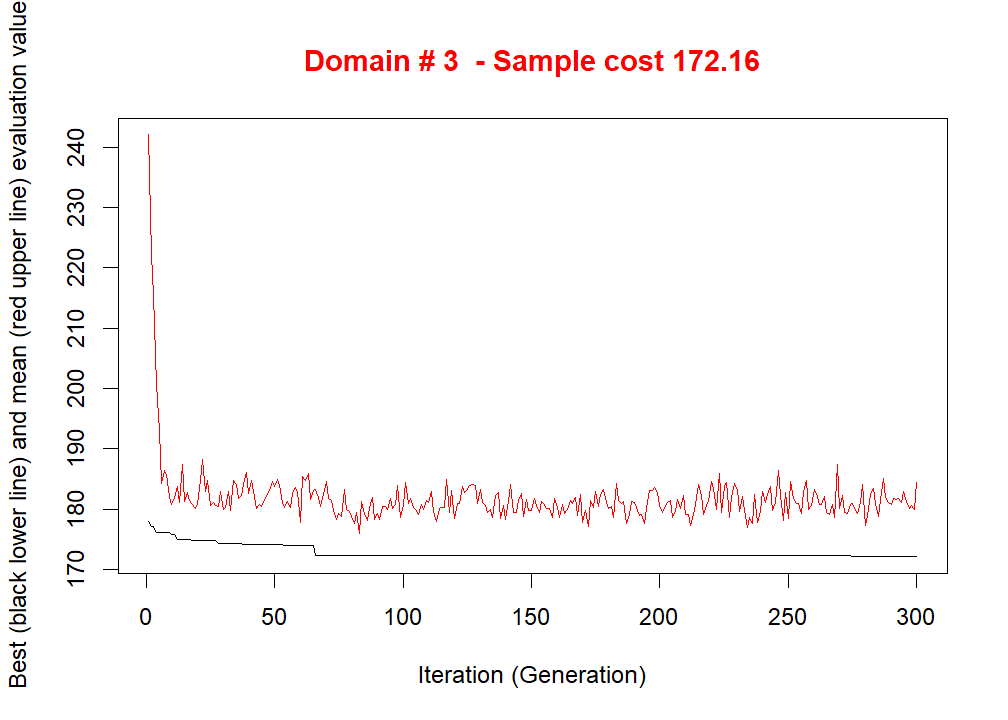 Domain # 3  - Sample cost 172.16
Best (black lower line) and mean (red upper line) evaluation value
240
230
220
210
200
190
180
170
0 50 100 150 200 250 300
Iteration (Generation)